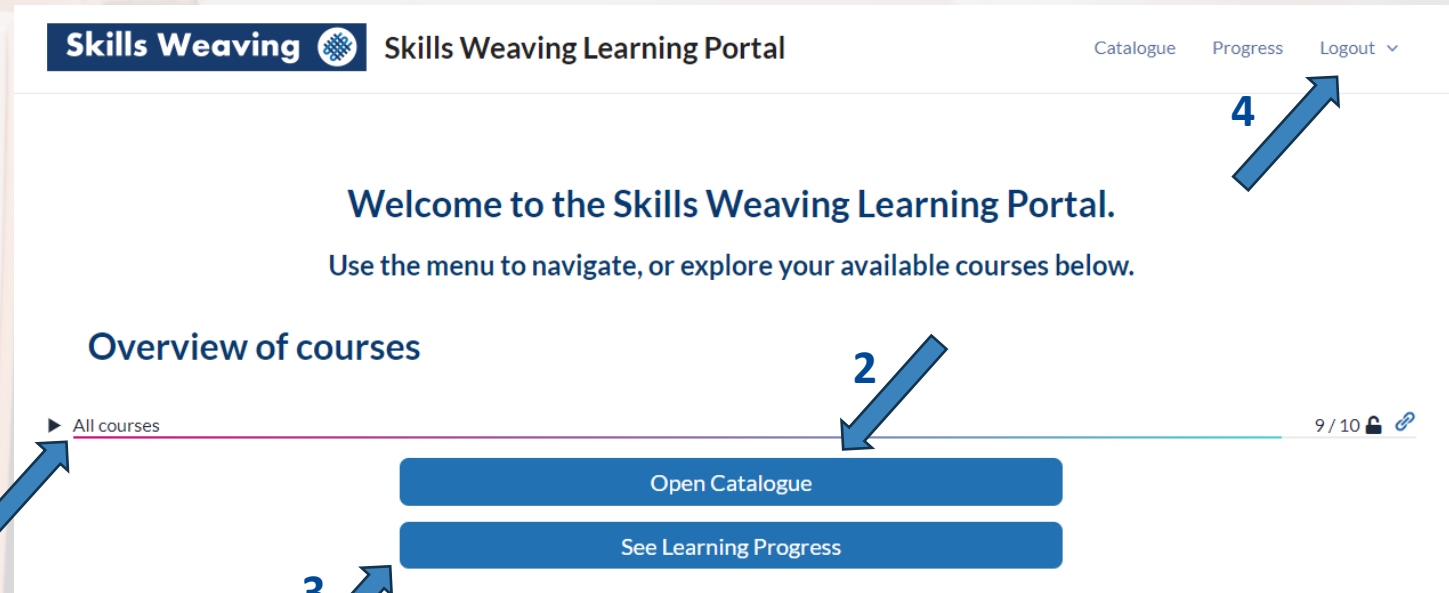 Skills Weaving
Skills Weaving Learning Portal
Catalogue Progress Logout
4
Welcome to the Skills Weaving Learning Portal.
Use the menu to navigate, or explore your available courses below.
Overview of courses
2
All courses 9 / 10
Open Catalogue
See Learning Progress
3